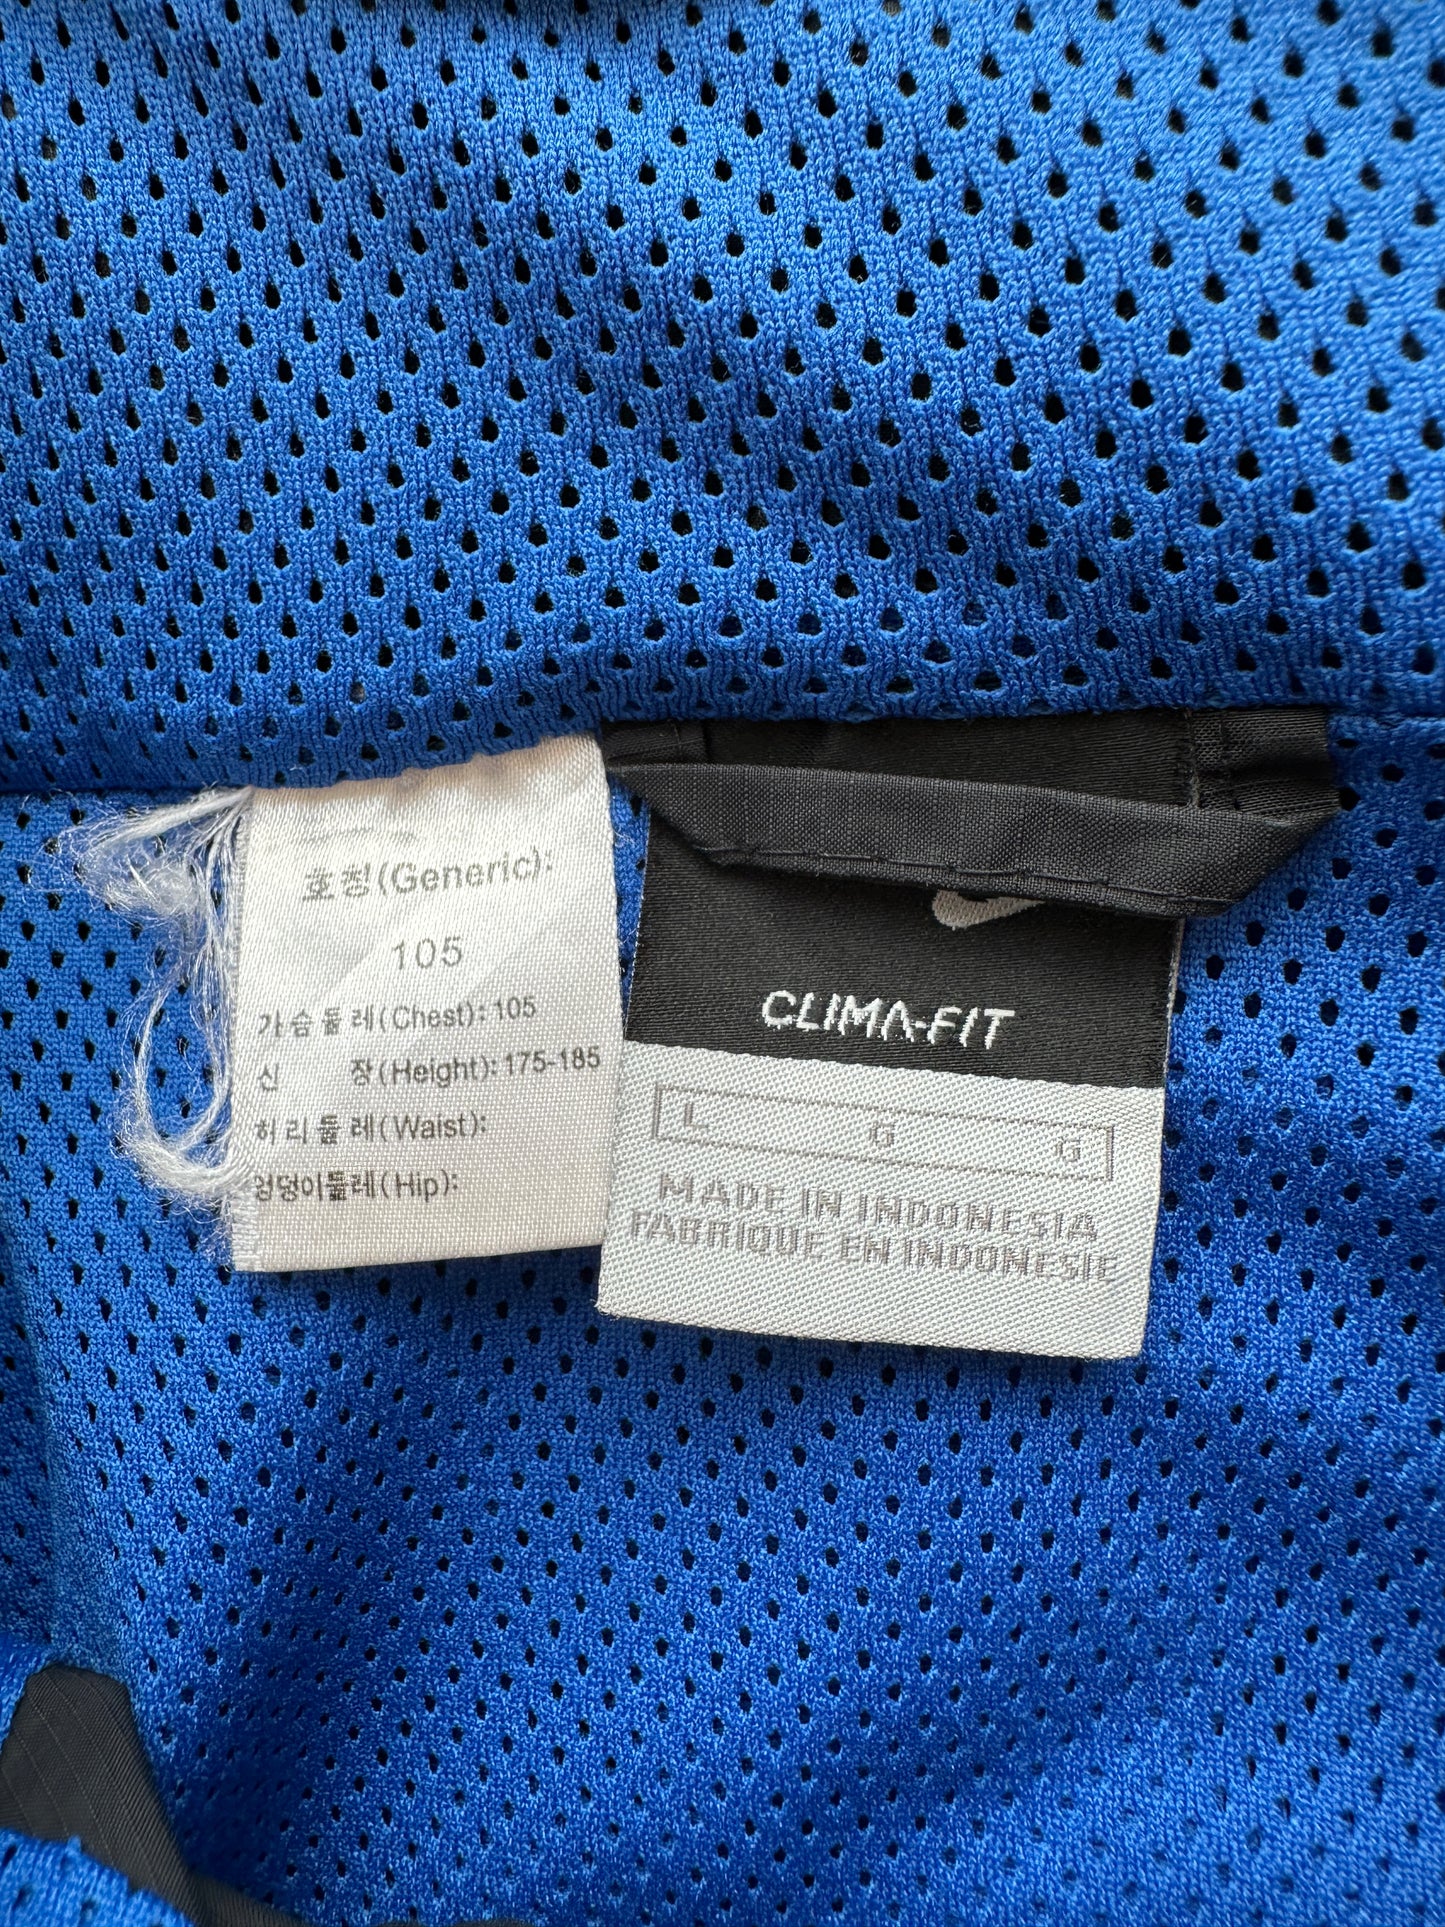 호칭(Generic):
105
가슴둘레(Chest): 105
신 장(Height): 175-185
허리둘레(Waist):
엉덩이둘레(Hip):
CLIMA-FIT
L G G
MADE IN INDONESIA
FABRIQUE EN INDONESIE